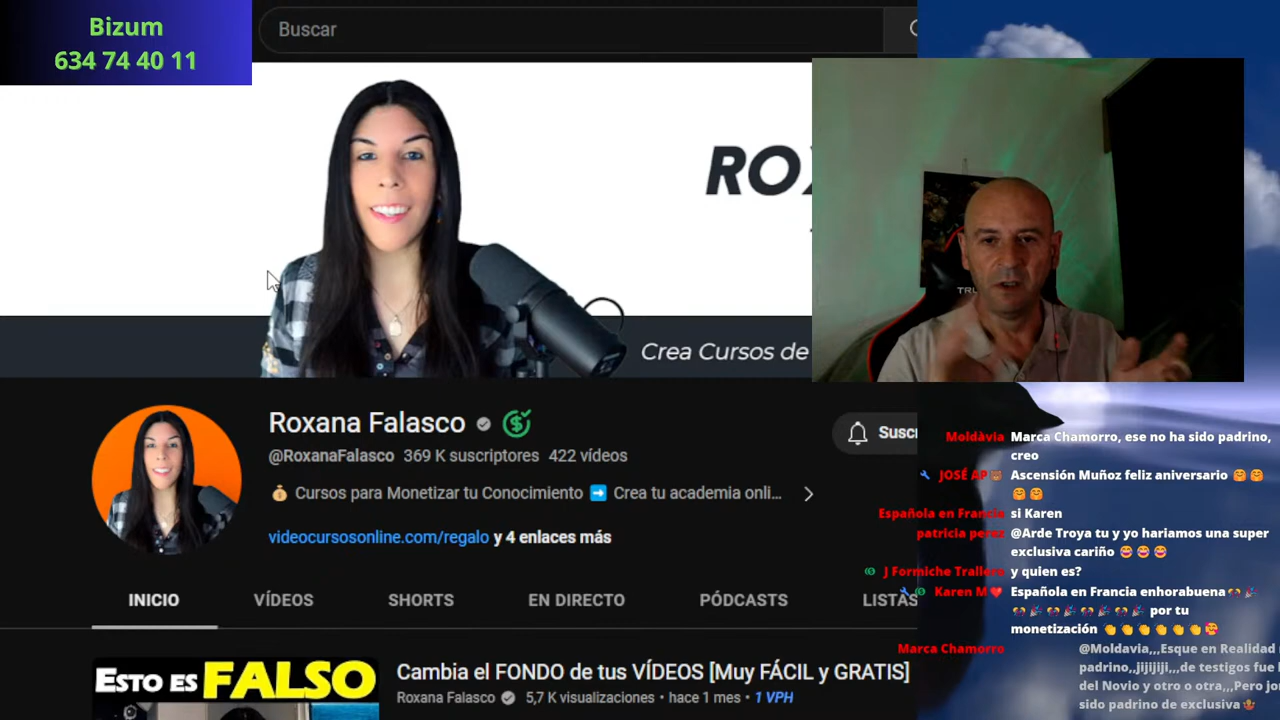 Bizum
634 74 40 11
Buscar
ROX
TRU
Crea Cursos de
Roxana Falasco
Suscr
@RoxanaFalasco 369 K suscriptores 422 vídeos
💰 Cursos para Monetizar tu Conocimiento ➡️ Crea tu academia onli...
videocursosonline.com/regalo y 4 enlaces más
INICIO VÍDEOS SHORTS EN DIRECTO PÓDCASTS LISTAS
ESTO ES FALSO
Cambia el FONDO de tus VÍDEOS [Muy FÁCIL y GRATIS]
Roxana Falasco 5,7 K visualizaciones • hace 1 mes • 1 VPH
Moldàvia Marca Chamorro, ese no ha sido padrino,
creo
JOSÉ AP🐻 Ascensión Muñoz feliz aniversario 🤗🤗
🤗🤗
Española en Francia si Karen
patricia perez @Arde Troya tu y yo hariamos una super
exclusiva cariño 😍😍😍
J Formiche Trallero y quien es?
Karen M❤️ Española en Francia enhorabuena🎊🎉
🎊🎉🎊🎉🎊🎉 por tu
monetización 👏👏👏👏👏👏🥰
Marca Chamorro @Moldavia,,,Esque en Realidad n
padrino,,jijijiji,,,de testigos fue
del Novio y otro o otra,,,Pero jo
sido padrino de exclusiva